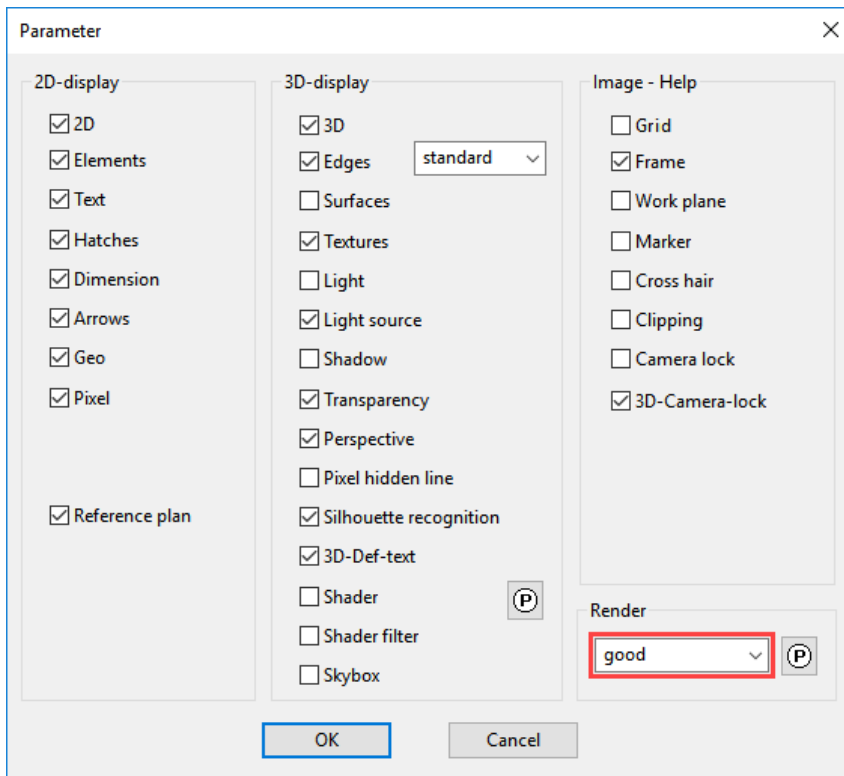 Parameter
2D-display
2D
Elements
Text
Hatches
Dimension
Arrows
Geo
Pixel
Reference plan
3D-display
3D
Edges standard
Surfaces
Textures
Light
Light source
Shadow
Transparency
Perspective
Pixel hidden line
Silhouette recognition
3D-Def-text
Shader P
Shader filter
Skybox
Image - Help
Grid
Frame
Work plane
Marker
Cross hair
Clipping
Camera lock
3D-Camera-lock
Render
good P
OK Cancel